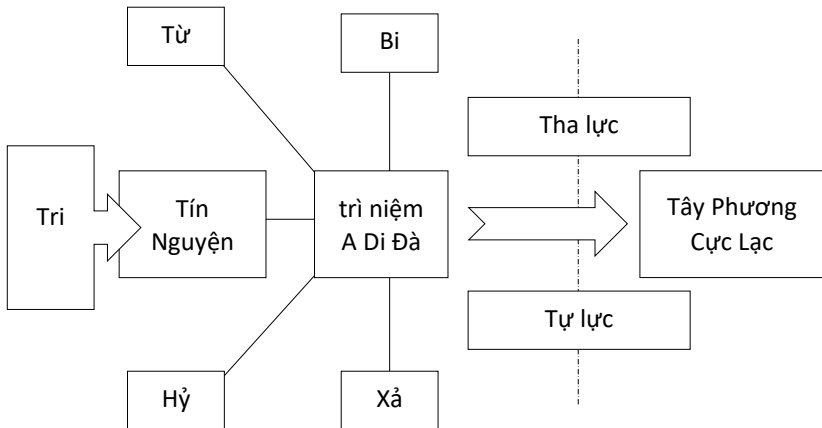 Từ
Bi
Tha lực
Tri
Tín
Nguyện
trì niệm
A Di Đà
Tây Phương
Cực Lạc
Tự lực
Hỷ
Xả